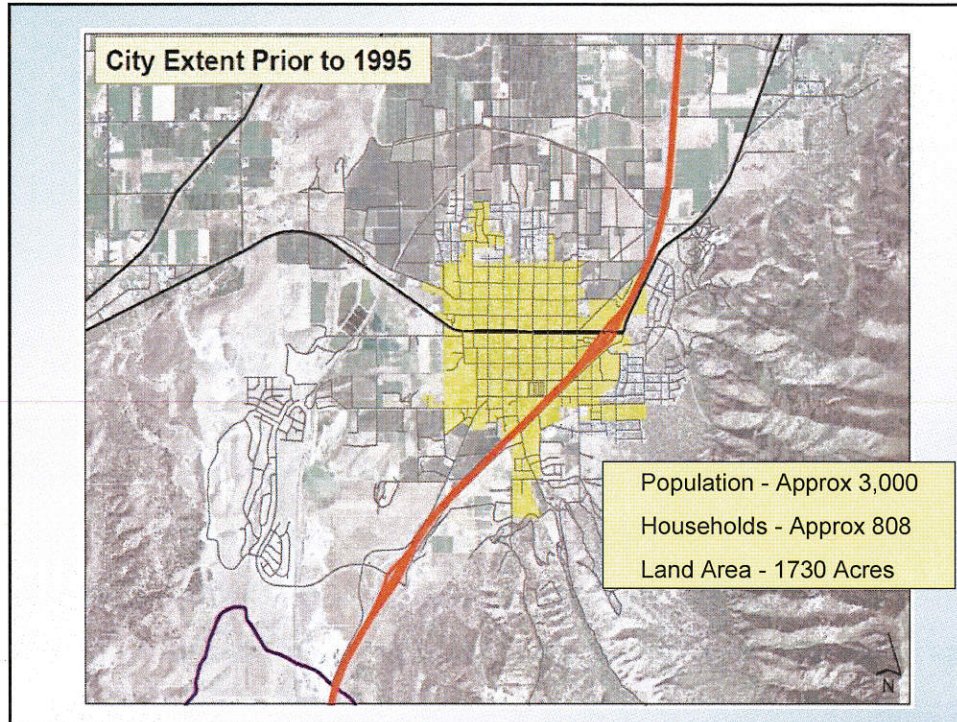 City Extent Prior to 1995
Population - Approx 3,000
Households - Approx 808
Land Area - 1730 Acres
N